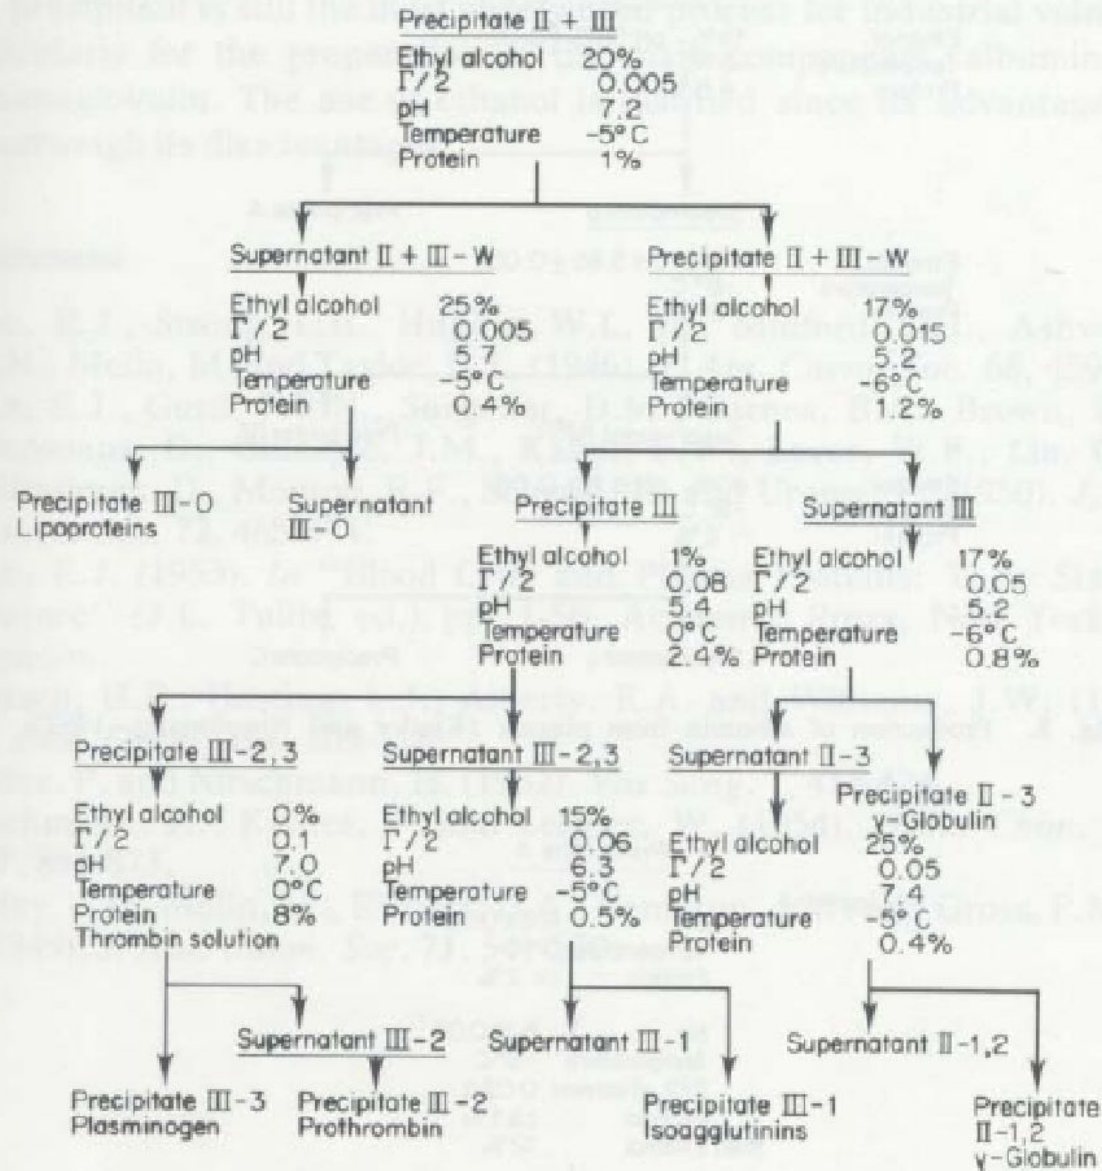 Precipitate II + III
Ethyl alcohol 20%
Γ/2 0.005
pH 7.2
Temperature -5°C
Protein 1%
Supernatant II + III-W
Ethyl alcohol 25%
Γ/2 0.005
pH 5.7
Temperature -5°C
Protein 0.4%
Precipitate II + III-W
Ethyl alcohol 17%
Γ/2 0.015
pH 5.2
Temperature -6°C
Protein 1.2%
Precipitate III-0
Lipoproteins
Supernatant
III-0
Precipitate III
Ethyl alcohol 1%
Γ/2 0.08
pH 5.4
Temperature 0°C
Protein 2.4%
Supernatant III
Ethyl alcohol 17%
Γ/2 0.05
pH 5.2
Temperature -6°C
Protein 0.8%
Precipitate III-2,3
Ethyl alcohol 0%
Γ/2 0.1
pH 7.0
Temperature 0°C
Protein 8%
Thrombin solution
Supernatant III-2,3
Ethyl alcohol 15%
Γ/2 0.06
pH 6.3
Temperature -5°C
Protein 0.5%
Supernatant II-3
Precipitate II-3
γ-Globulin
Ethyl alcohol 25%
Γ/2 0.05
pH 7.4
Temperature -5°C
Protein 0.4%
Supernatant III-2
Supernatant III-1
Supernatant II-1,2
Precipitate III-3
Plasminogen
Precipitate III-2
Prothrombin
Precipitate III-1
Isoagglutinins
Precipitate
II-1,2
γ-Globulin